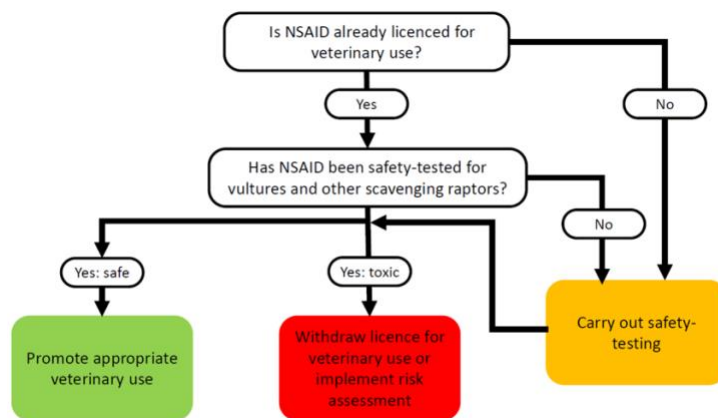 Is NSAID already licenced for
veterinary use?
Yes
No
Has NSAID been safety-tested for
vultures and other scavenging raptors?
No
Yes: safe
Yes: toxic
Promote appropriate
veterinary use
Withdraw licence for
veterinary use or
implement risk
assessment
Carry out safety-
testing